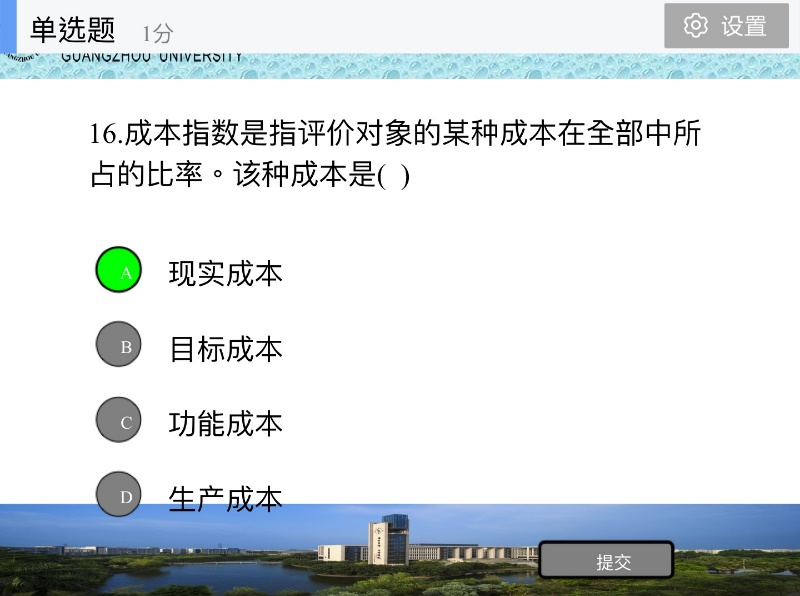 单选题 1分
设置
GUANGZHOU UNIVERSITY
16.成本指数是指评价对象的某种成本在全部中所
占的比率。该种成本是( )
A 现实成本
B 目标成本
C 功能成本
D 生产成本
提交